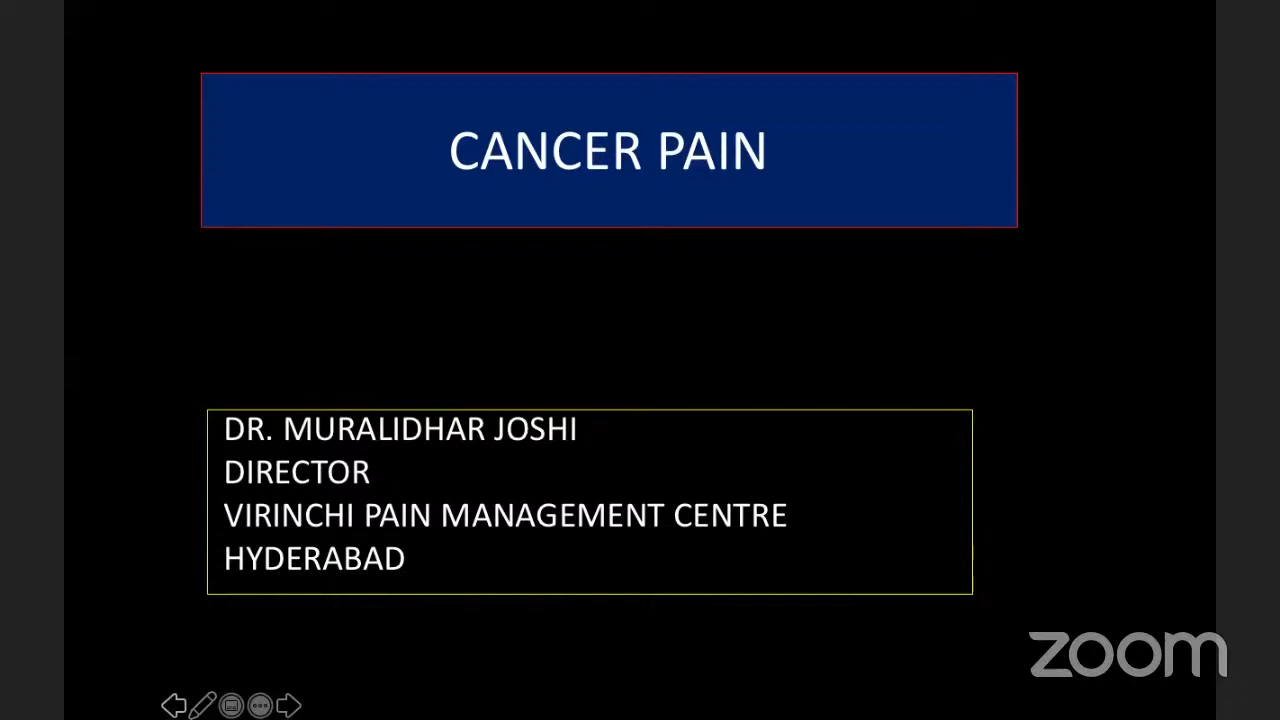 CANCER PAIN
DR. MURALIDHAR JOSHI
DIRECTOR
VIRINCHI PAIN MANAGEMENT CENTRE
HYDERABAD
zoom